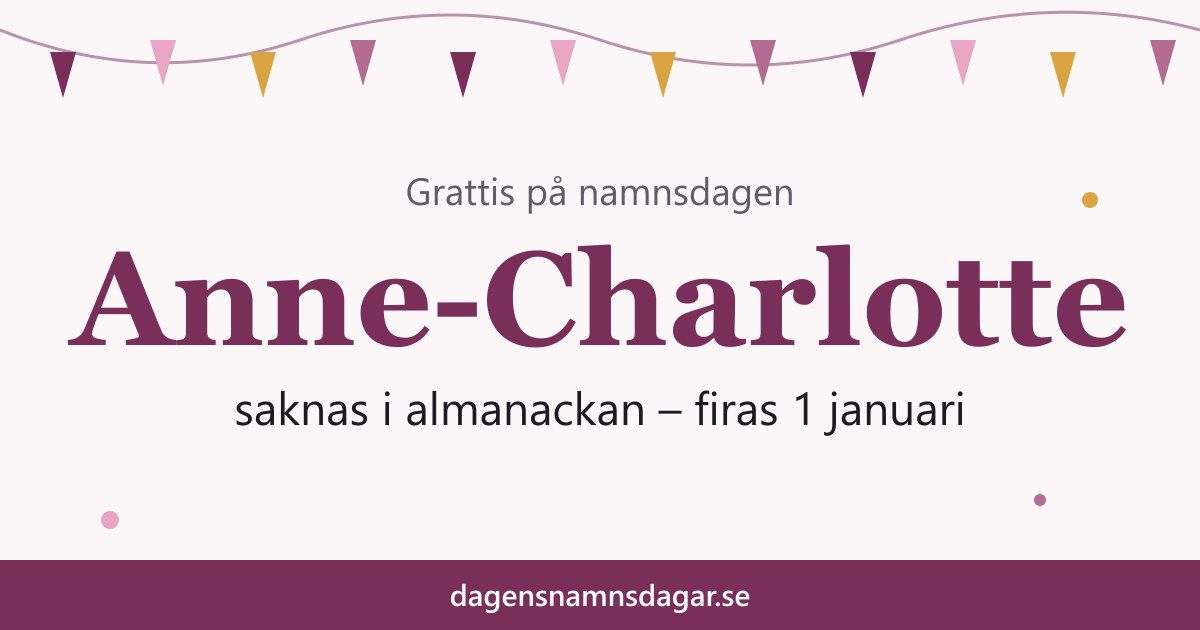 Grattis på namnsdagen
Anne-Charlotte
saknas i almanackan – firas 1 januari
dagensnamnsdagar.se